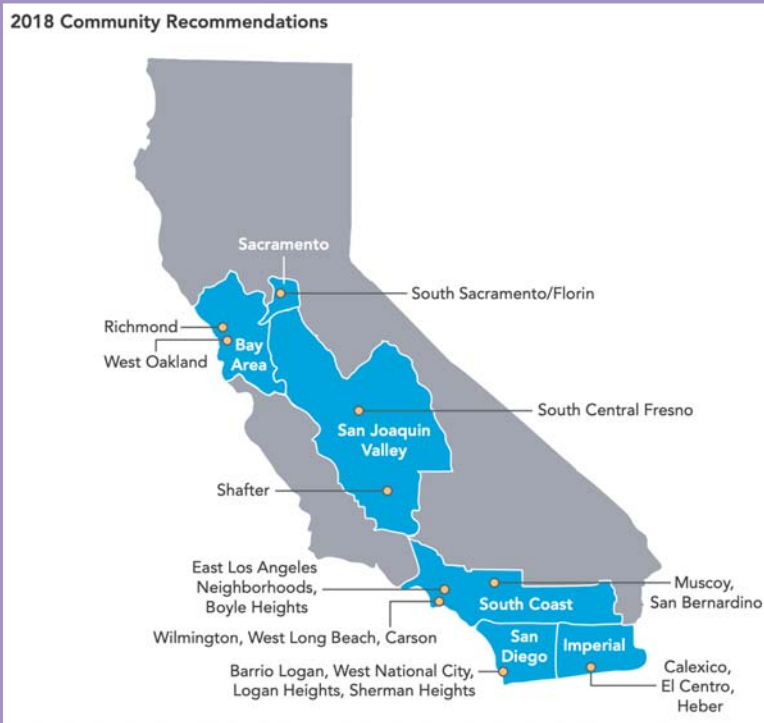 2018 Community Recommendations
Sacramento
South Sacramento/Florin
Richmond
West Oakland
Bay
Area
South Central Fresno
San Joaquin
Valley
Shafter
East Los Angeles
Neighborhoods,
Boyle Heights
Muscoy,
San Bernardino
South Coast
Wilmington, West Long Beach, Carson
San
Diego
Imperial
Barrio Logan, West National City,
Logan Heights, Sherman Heights
Calexico,
El Centro,
Heber